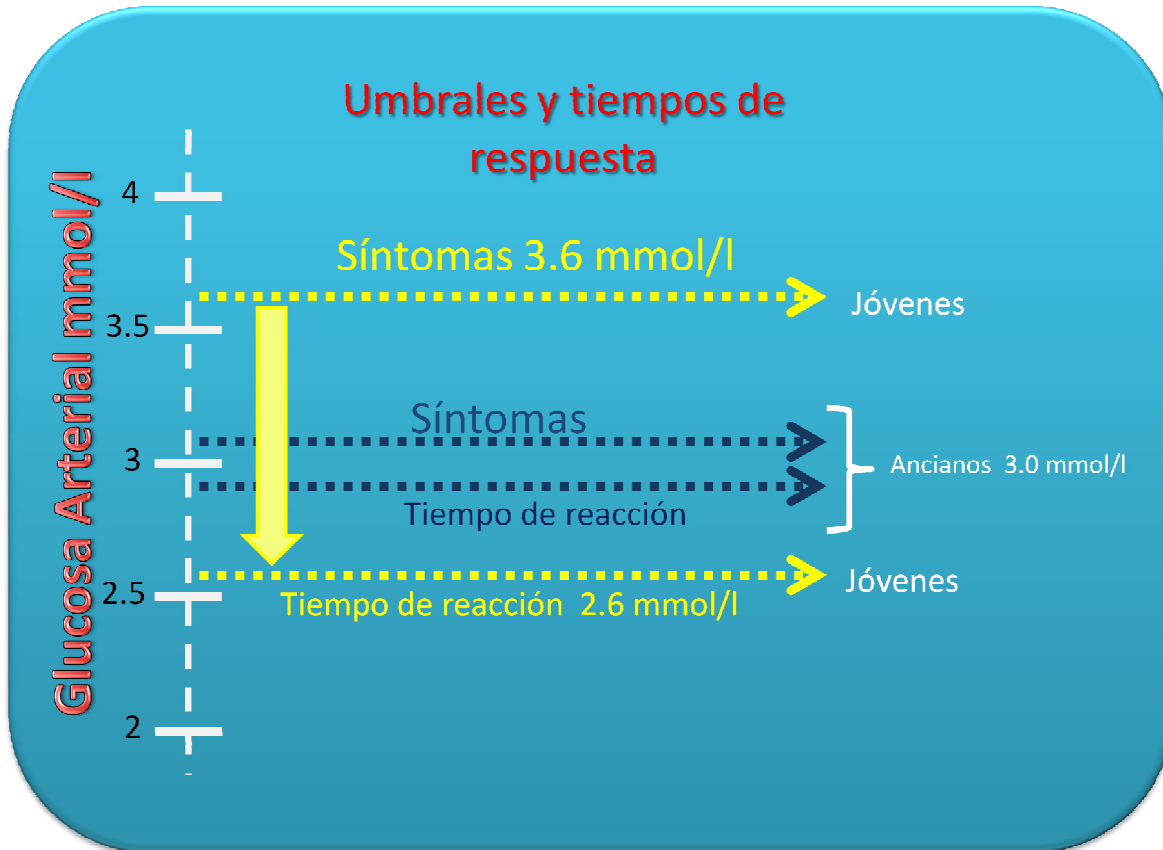 Umbrales y tiempos de
respuesta
Glucosa Arterial mmol/l
4
Síntomas 3.6 mmol/l
Jóvenes
3.5
Síntomas
3
Ancianos 3.0 mmol/l
Tiempo de reacción
2.5
Jóvenes
Tiempo de reacción 2.6 mmol/l
2